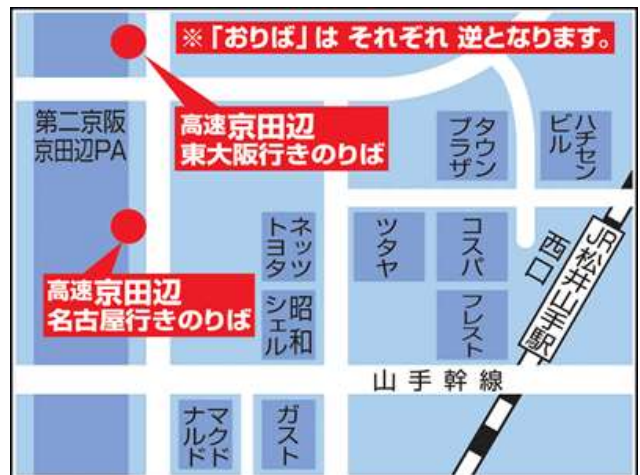 ※「おりば」は それぞれ 逆となります。
第二京阪
京田辺PA
高速京田辺
東大阪行きのりば
タウン
プラザ
ハチセン
ビル
高速京田辺
名古屋行きのりば
ネッツ
トヨタ
ツタヤ
コスパ
西口
JR松井山手駅
昭和
シェル
フレスト
山手幹線
マクド
ナルド
ガスト